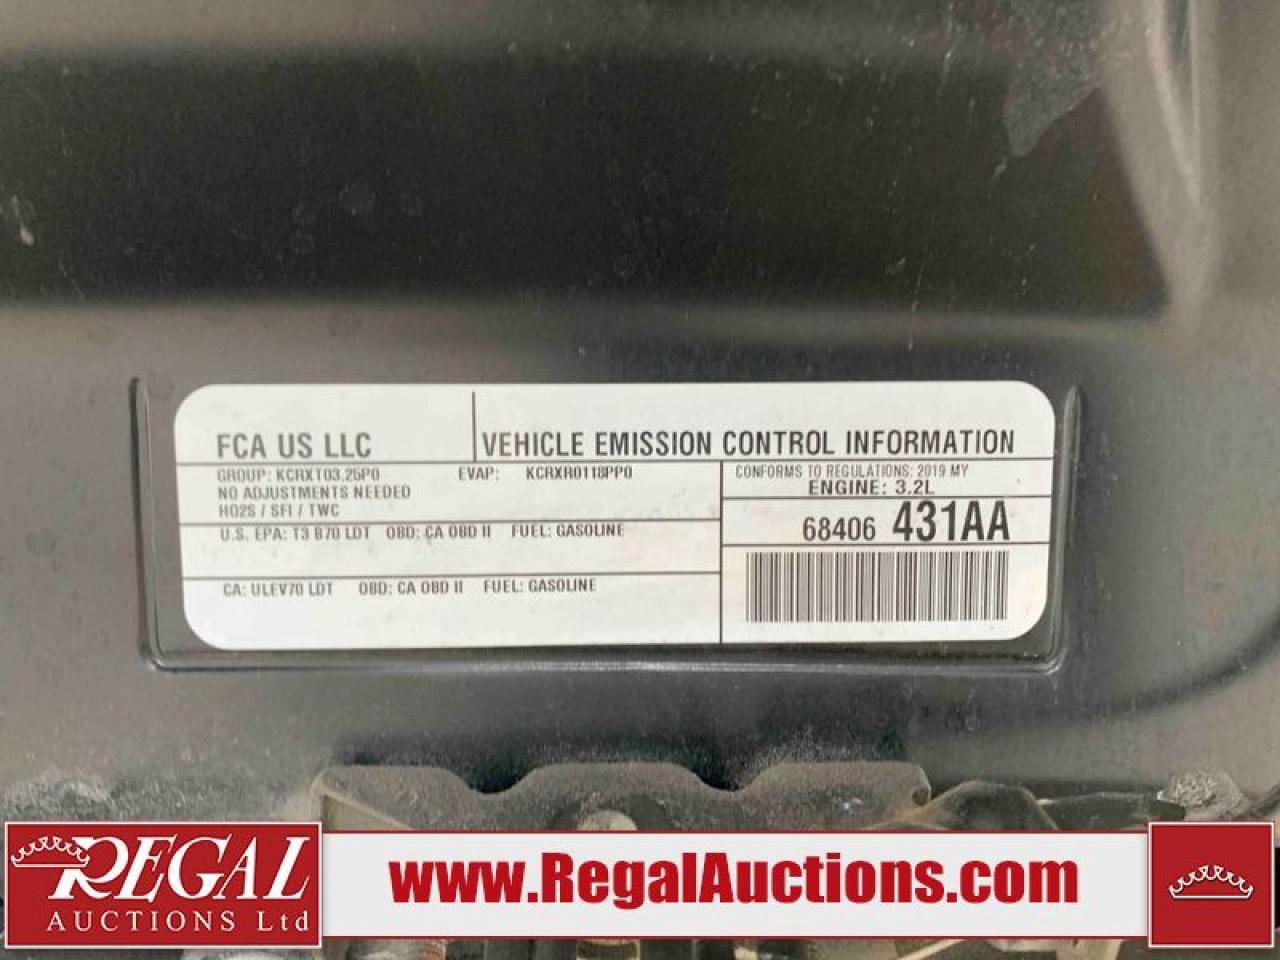 FCA US LLC
VEHICLE EMISSION CONTROL INFORMATION
GROUP: KCRXT03.25P0 EVAP: KCRXR0118PP0
NO ADJUSTMENTS NEEDED
HO2S / SFI / TWC
CONFORMS TO REGULATIONS: 2019 MY
ENGINE: 3.2L
68406 431AA
U.S. EPA: T3 B70 LDT OBD: CA OBD II FUEL: GASOLINE
CA: ULEV70 LDT OBD: CA OBD II FUEL: GASOLINE
REGAL
AUCTIONS Ltd
www.RegalAuctions.com